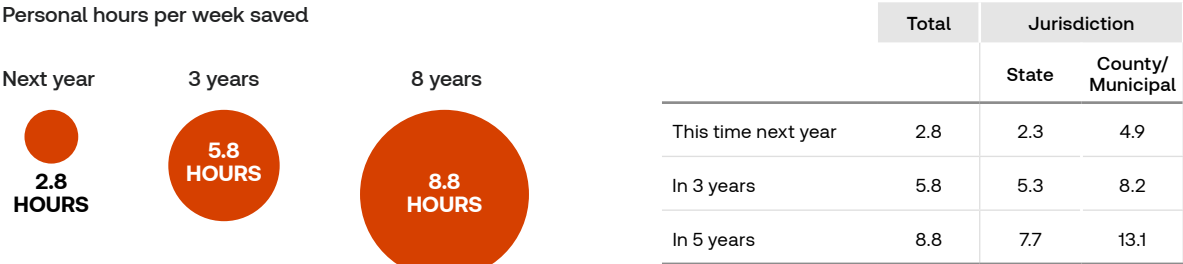 Personal hours per week saved
Next year
3 years
8 years
2.8
HOURS
5.8
HOURS
8.8
HOURS
Total
Jurisdiction
State
County/
Municipal
This time next year 2.8 2.3 4.9
In 3 years 5.8 5.3 8.2
In 5 years 8.8 7.7 13.1